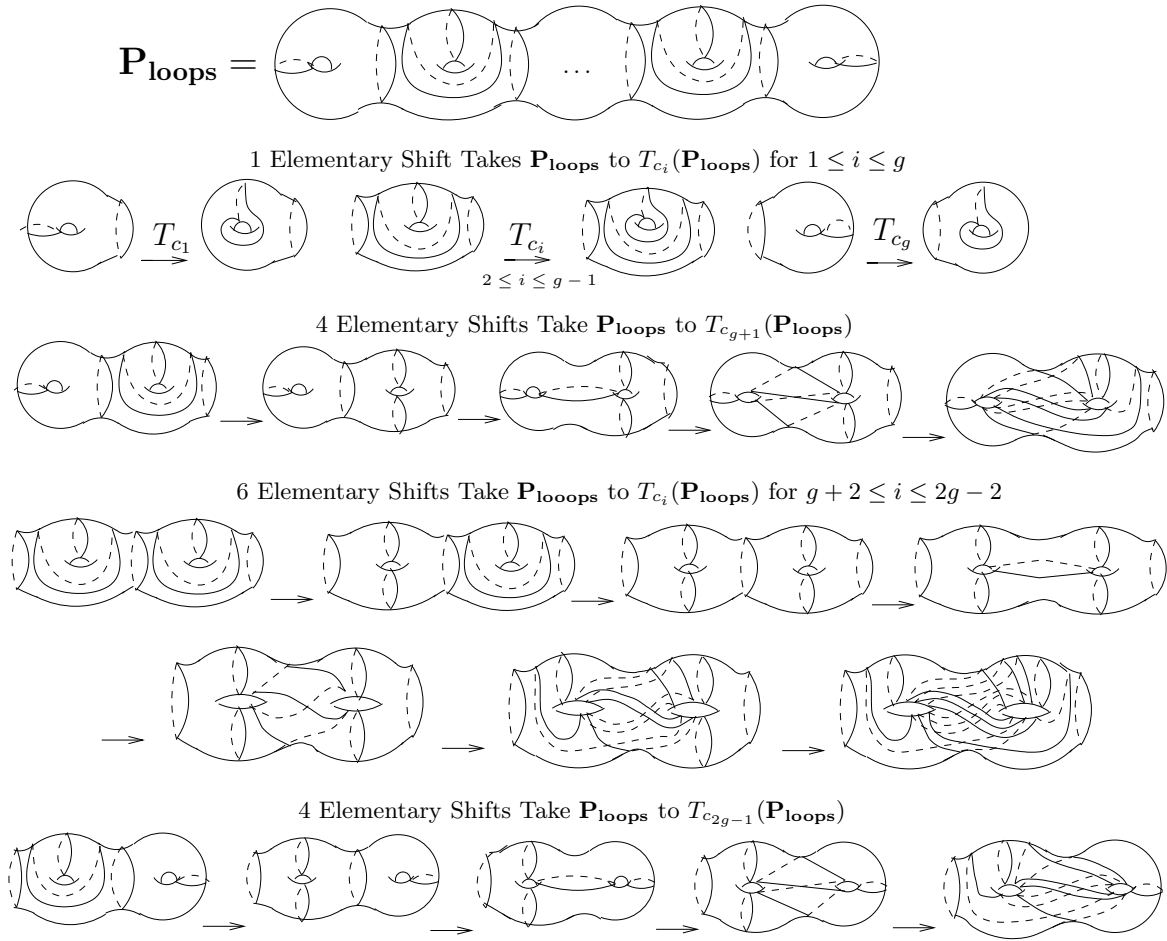 P_loops =
...
1 Elementary Shift Takes P_loops to T_{c_1}(P_loops) for 1 ≤ i ≤ g
T_{c_1}
T_{c_i}
2 ≤ i ≤ g − 1
T_{c_g}
4 Elementary Shifts Take P_loops to T_{c_{g+1}}(P_loops)
6 Elementary Shifts Take P_looops to T_{c_i}(P_loops) for g + 2 ≤ i ≤ 2g − 2
4 Elementary Shifts Take P_loops to T_{c_{2g−1}}(P_loops)